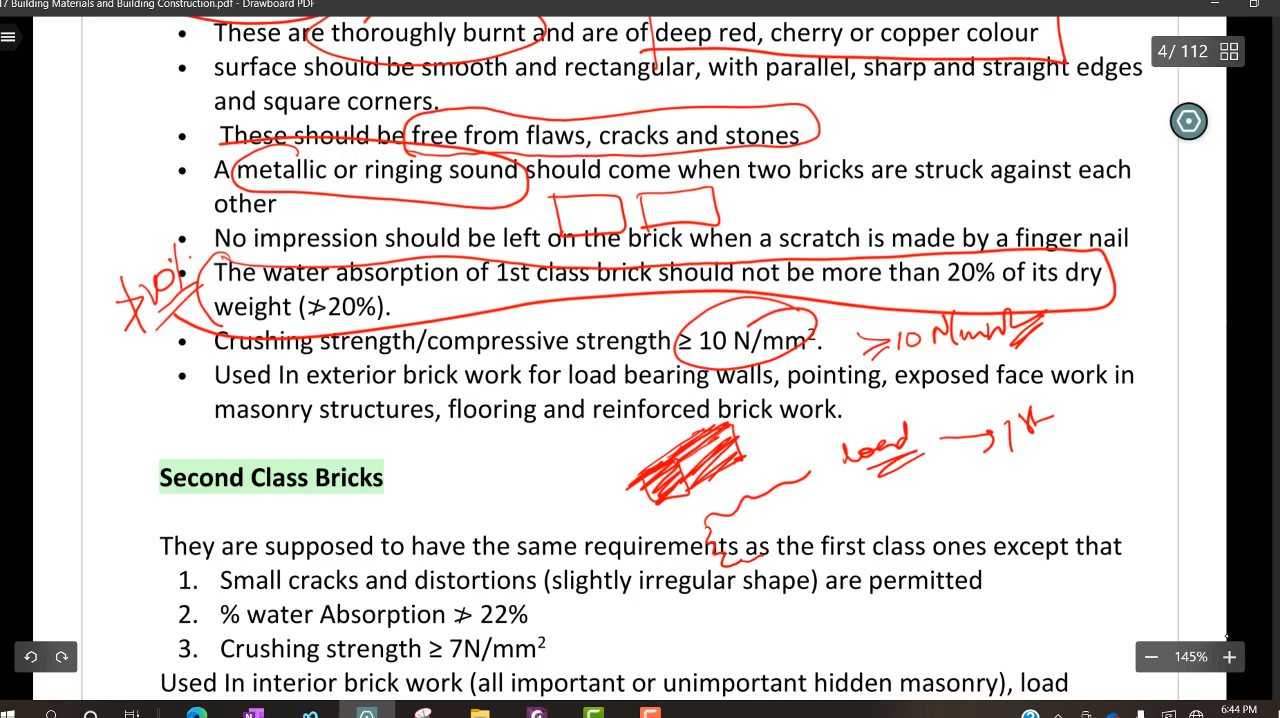 17 Building Materials and Building Construction.pdf - Drawboard PDF
These are thoroughly burnt and are of deep red, cherry or copper colour
4/112
surface should be smooth and rectangular, with parallel, sharp and straight edges
and square corners.
These should be free from flaws, cracks and stones
A metallic or ringing sound should come when two bricks are struck against each
other
No impression should be left on the brick when a scratch is made by a finger nail
≯20%
The water absorption of 1st class brick should not be more than 20% of its dry
weight (≯20%).
Crushing strength/compressive strength ≥ 10 N/mm². ≥10 N/mm²
Used In exterior brick work for load bearing walls, pointing, exposed face work in
masonry structures, flooring and reinforced brick work.
load → 1st
Second Class Bricks
They are supposed to have the same requirements as the first class ones except that
1. Small cracks and distortions (slightly irregular shape) are permitted
2. % water Absorption ≯ 22%
3. Crushing strength ≥ 7N/mm²
145%
Used In interior brick work (all important or unimportant hidden masonry), load
6:44 PM